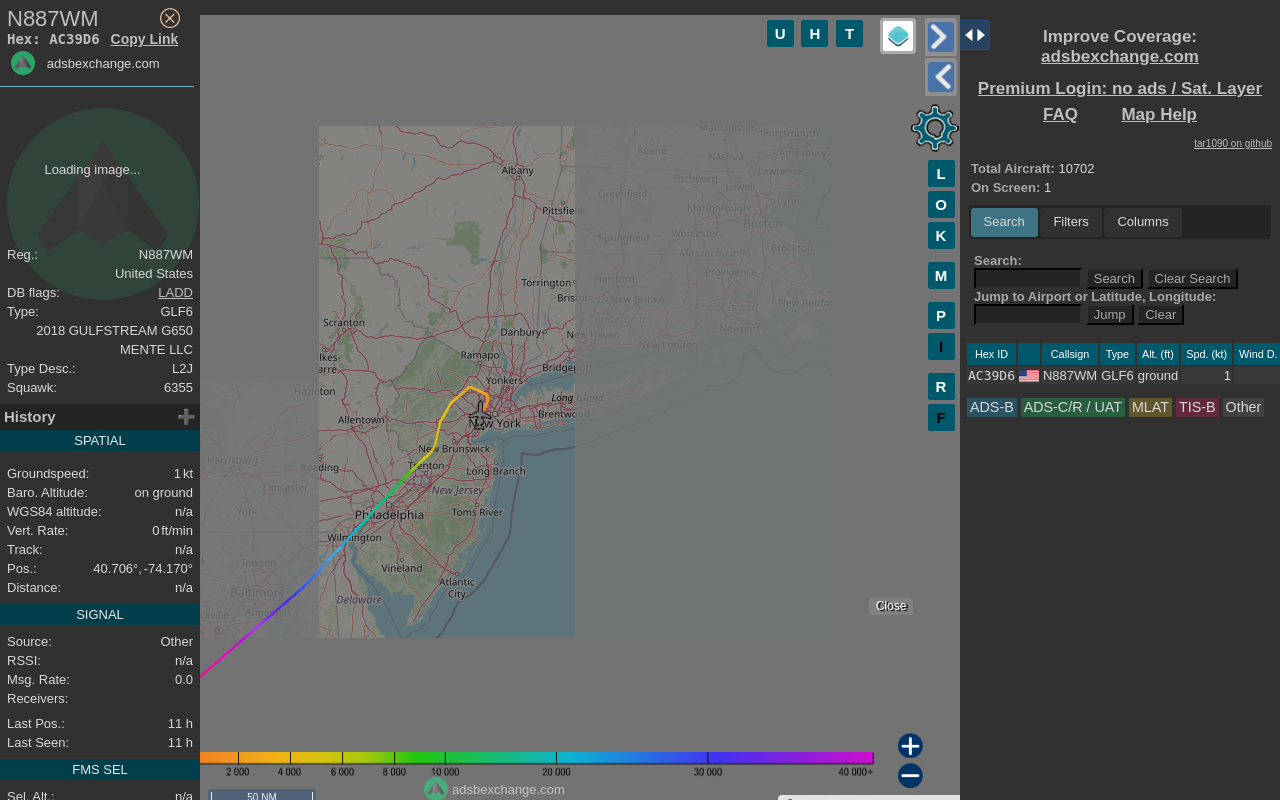 N887WM
Hex: AC39D6 Copy Link
adsbexchange.com
Loading image...
Reg.: N887WM
United States
DB flags: LADD
Type: GLF6
2018 GULFSTREAM G650
MENTE LLC
Type Desc.: L2J
Squawk: 6355
History
SPATIAL
Groundspeed: 1 kt
Baro. Altitude: on ground
WGS84 altitude: n/a
Vert. Rate: 0 ft/min
Track: n/a
Pos.: 40.706°, -74.170°
Distance: n/a
SIGNAL
Source: Other
RSSI: n/a
Msg. Rate: 0.0
Receivers:
Last Pos.: 11 h
Last Seen: 11 h
FMS SEL
Sel. Alt.: n/a
U H T
L
O
K
M
P
I
R
F
Manchester
Portsmouth
Keene
Nashua
Amesbury
Albany
Fitchburg
Lowell
Lawrence
Greenfield
Lynn
Pittsfield
Marlborough
Boston
Springfield
Worcester
Massachusetts
Brockton
Providence
Torrington
Hartford
Bristo
New Britain
Rhode Island
New Bedfo
Connecticut
Scranton
Danbury
New Haven
Newport
New London
lkes-
arre
Ramapo
Bridgeport
Yonkers
Hazleton
Long Island
Brentwood
Allentown
New York
New Brunswick
Harrisburg
Reading
Trenton
Long Branch
Lancaster
New Jersey
York
Philadelphia
Toms River
Wilmington
Towson
Vineland
Baltimore
Atlantic
City
Delaware
Annapolis
ckville
Close
2 000 4 000 6 000 8 000 10 000 20 000 30 000 40 000+
adsbexchange.com
50 NM
Improve Coverage:
adsbexchange.com
Premium Login: no ads / Sat. Layer
FAQ Map Help
tar1090 on github
Total Aircraft: 10702
On Screen: 1
Search Filters Columns
Search:
Search Clear Search
Jump to Airport or Latitude, Longitude:
Jump Clear
Hex ID Callsign Type Alt. (ft) Spd. (kt) Wind D.
AC39D6 N887WM GLF6 ground 1
ADS-B ADS-C/R / UAT MLAT TIS-B Other